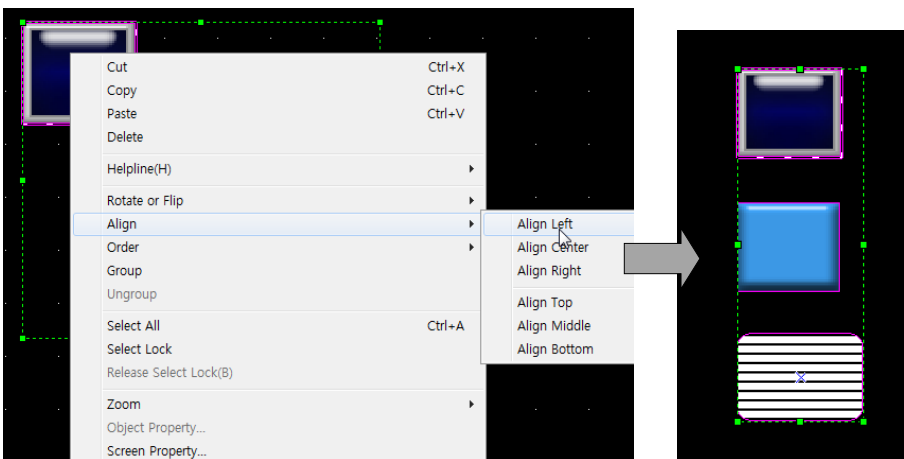 Cut Ctrl+X
Copy Ctrl+C
Paste Ctrl+V
Delete
Helpline(H)
Rotate or Flip
Align
Order
Group
Ungroup
Select All Ctrl+A
Select Lock
Release Select Lock(B)
Zoom
Object Property...
Screen Property...
Align Left
Align Center
Align Right
Align Top
Align Middle
Align Bottom